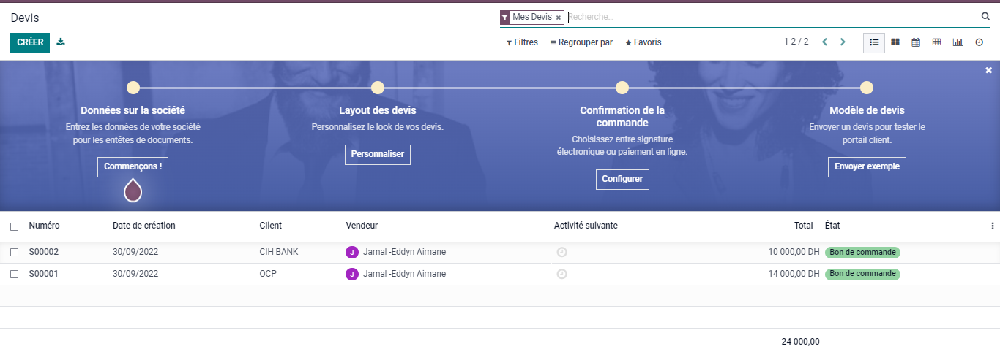 Devis
Mes Devis × Recherche...
CRÉER
Filtres Regrouper par Favoris
1-2 / 2
Données sur la société
Entrez les données de votre société
pour les entêtes de documents.
Commençons !
Layout des devis
Personnalisez le look de vos devis.
Personnaliser
Confirmation de la
commande
Choisissez entre signature
électronique ou paiement en ligne.
Configurer
Modèle de devis
Envoyer un devis pour tester le
portail client.
Envoyer exemple
Numéro Date de création Client Vendeur Activité suivante Total État
S00002 30/09/2022 CIH BANK J Jamal -Eddyn Aimane 10 000,00 DH Bon de commande
S00001 30/09/2022 OCP J Jamal -Eddyn Aimane 14 000,00 DH Bon de commande
24 000,00